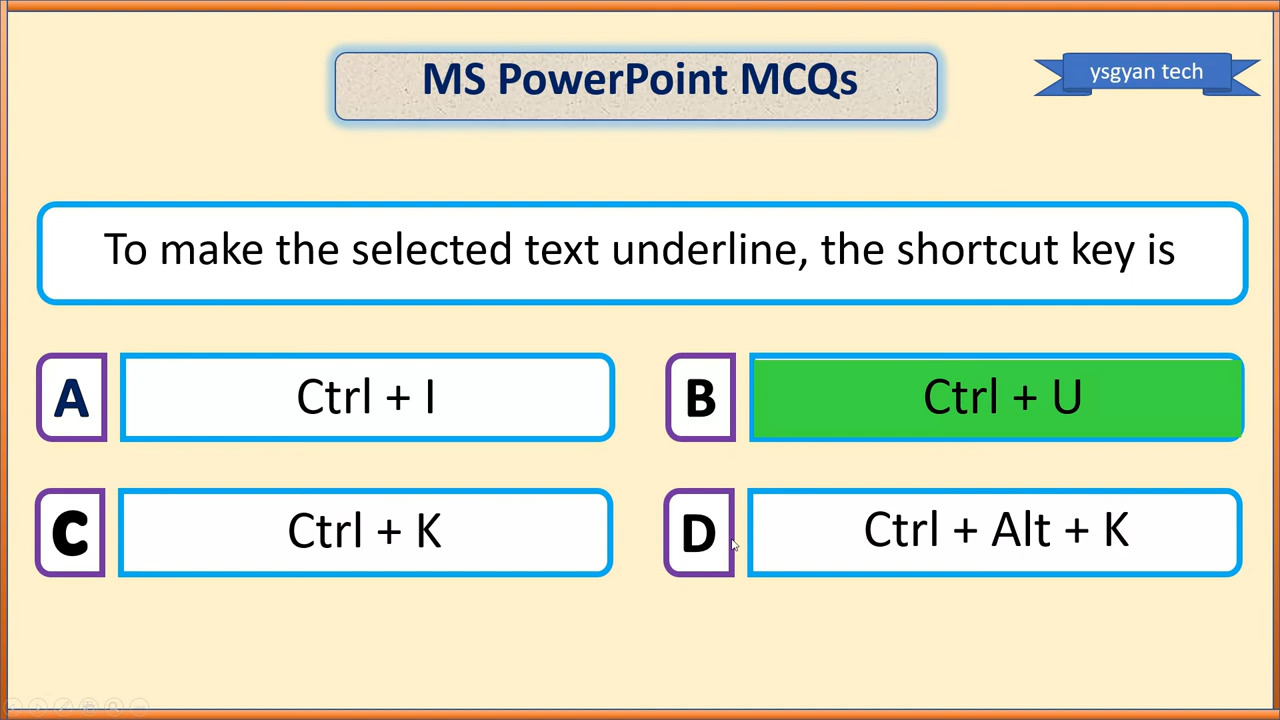 MS PowerPoint MCQs
ysgyan tech
To make the selected text underline, the shortcut key is
A
Ctrl + I
B
Ctrl + U
C
Ctrl + K
D
Ctrl + Alt + K